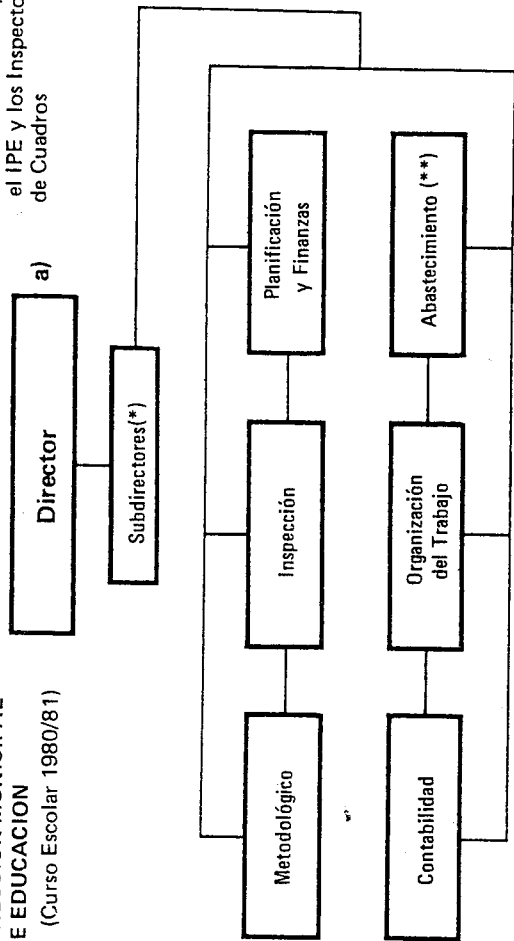 E EDUCACION
(Curso Escolar 1980/81)
Director
a)
el IPE y los
de Cuadros
Subdirectores(*)
Metodológico
Inspección
Planificación
y Finanzas
Contabilidad
Organización
del Trabajo
Abastecimiento (**)